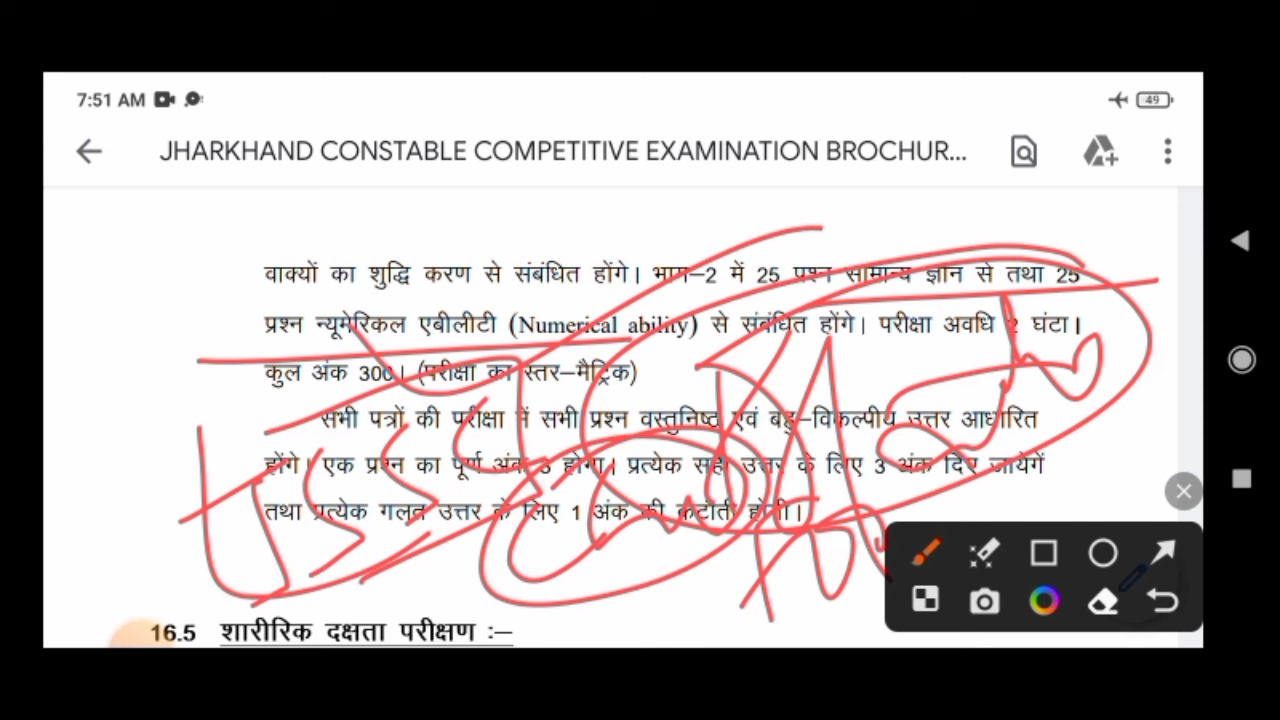 7:51 AM
49
JHARKHAND CONSTABLE COMPETITIVE EXAMINATION BROCHUR...
वाक्यों का शुद्धि करण से संबंधित होंगे। भाग–2 में 25 प्रश्न सामान्य ज्ञान से तथा 25
प्रश्न न्यूमेरिकल एबीलीटी (Numerical ability) से संबंधित होंगे। परीक्षा अवधि 2 घंटा।
कुल अंक 300। (परीक्षा का स्तर–मैट्रिक)
सभी पत्रों की परीक्षा में सभी प्रश्न वस्तुनिष्ठ एवं बहु–विकल्पीय उत्तर आधारित
होंगे। एक प्रश्न का पूर्ण अंक 3 होगा। प्रत्येक सही उत्तर के लिए 3 अंक दिए जायेगें
तथा प्रत्येक गलत उत्तर के लिए 1 अंक की कटौती होगी।
16.5 शारीरिक दक्षता परीक्षण :–